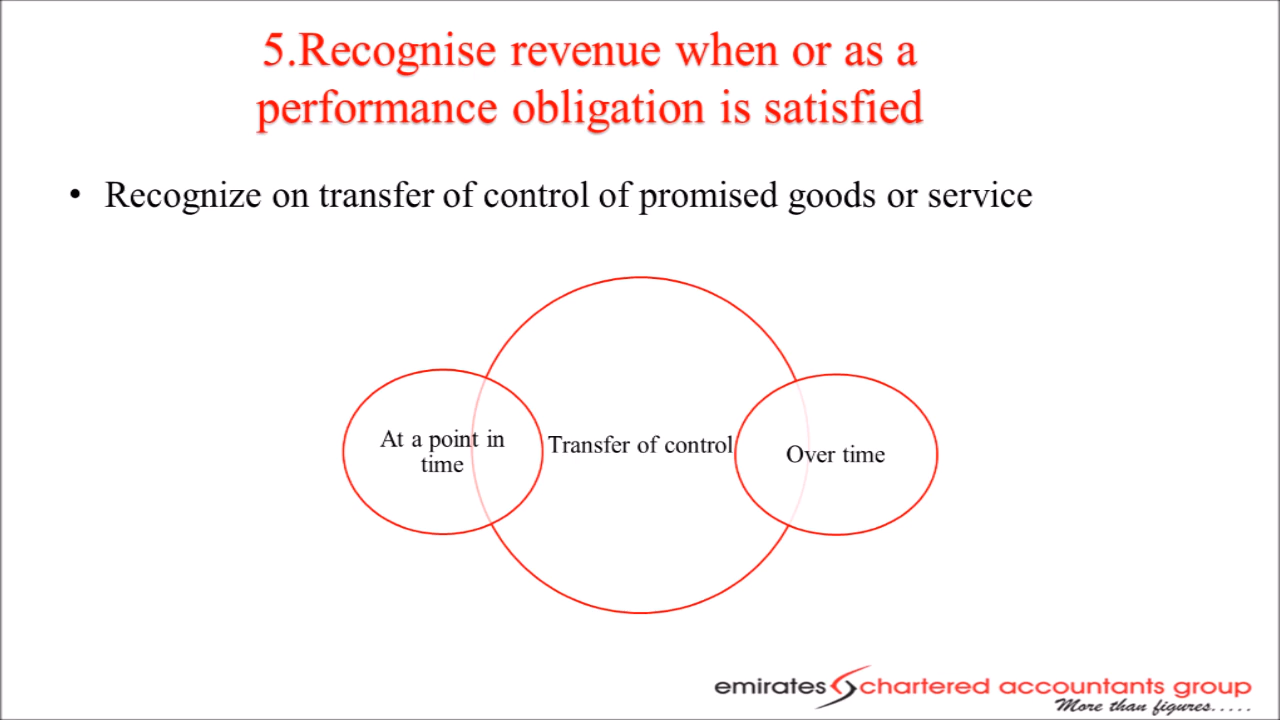 5.Recognise revenue when or as a
performance obligation is satisfied
• Recognize on transfer of control of promised goods or service
At a point in
time
Transfer of control
Over time
emirates chartered accountants group
More than figures.....